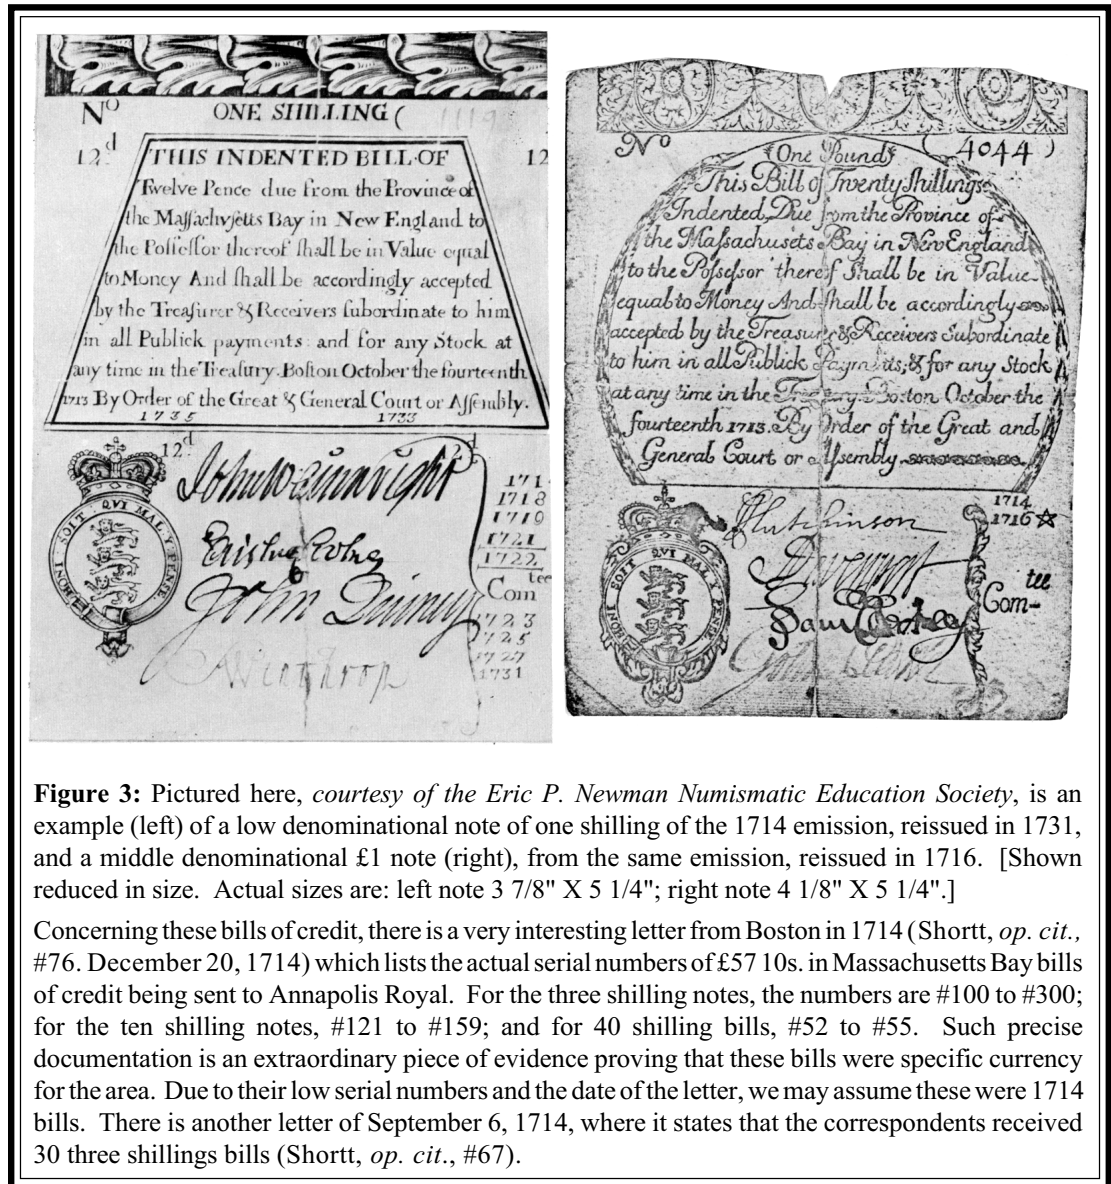 Nº ONE SHILLING (
12d 12
THIS INDENTED BILL OF
Twelve Pence due from the Province of
the Maſſachvſetts Bay in New England to
the Poſſeſſor thereof ſhall be in Value equal
to Money And ſhall be accordingly accepted
by the Treaſurer & Receivers ſubordinate to him
in all Publick payments and for any Stock at
any time in the Treaſury. Boſton October the fourteenth
1713 By Order of the Great & General Court or Aſſembly.
1735 1733
12d d
John Wainwright
John Quincy
Winthrop
171
1718
1719
1721
1722
tee
Com
1723
1725
1727
1731
Nº ( 4044 )
One Pound
This Bill of Twenty ſhillings
Indented, Due from the Province of
the Maſsachusets Bay in New England
to the Poſseſsor thereof ſhall be in Value
equal to Money And ſhall be accordingly
accepted by the Treasurer & Receivers Subordinate
to him in all Publick Payments; & for any Stock
at any time in the Treasury. Boston October the
fourteenth 1713. By Order of the Great and
General Court or Aſsembly
1714
1716
Hutchinson
tee
Com-
HONI SOIT QVI MAL Y PENSE
HONI SOIT QVI MAL Y PENSE
Figure 3: Pictured here, courtesy of the Eric P. Newman Numismatic Education Society, is an
example (left) of a low denominational note of one shilling of the 1714 emission, reissued in 1731,
and a middle denominational £1 note (right), from the same emission, reissued in 1716. [Shown
reduced in size. Actual sizes are: left note 3 7/8" X 5 1/4"; right note 4 1/8" X 5 1/4".]
Concerning these bills of credit, there is a very interesting letter from Boston in 1714 (Shortt, op. cit.,
#76. December 20, 1714) which lists the actual serial numbers of £57 10s. in Massachusetts Bay bills
of credit being sent to Annapolis Royal. For the three shilling notes, the numbers are #100 to #300;
for the ten shilling notes, #121 to #159; and for 40 shilling bills, #52 to #55. Such precise
documentation is an extraordinary piece of evidence proving that these bills were specific currency
for the area. Due to their low serial numbers and the date of the letter, we may assume these were 1714
bills. There is another letter of September 6, 1714, where it states that the correspondents received
30 three shillings bills (Shortt, op. cit., #67).